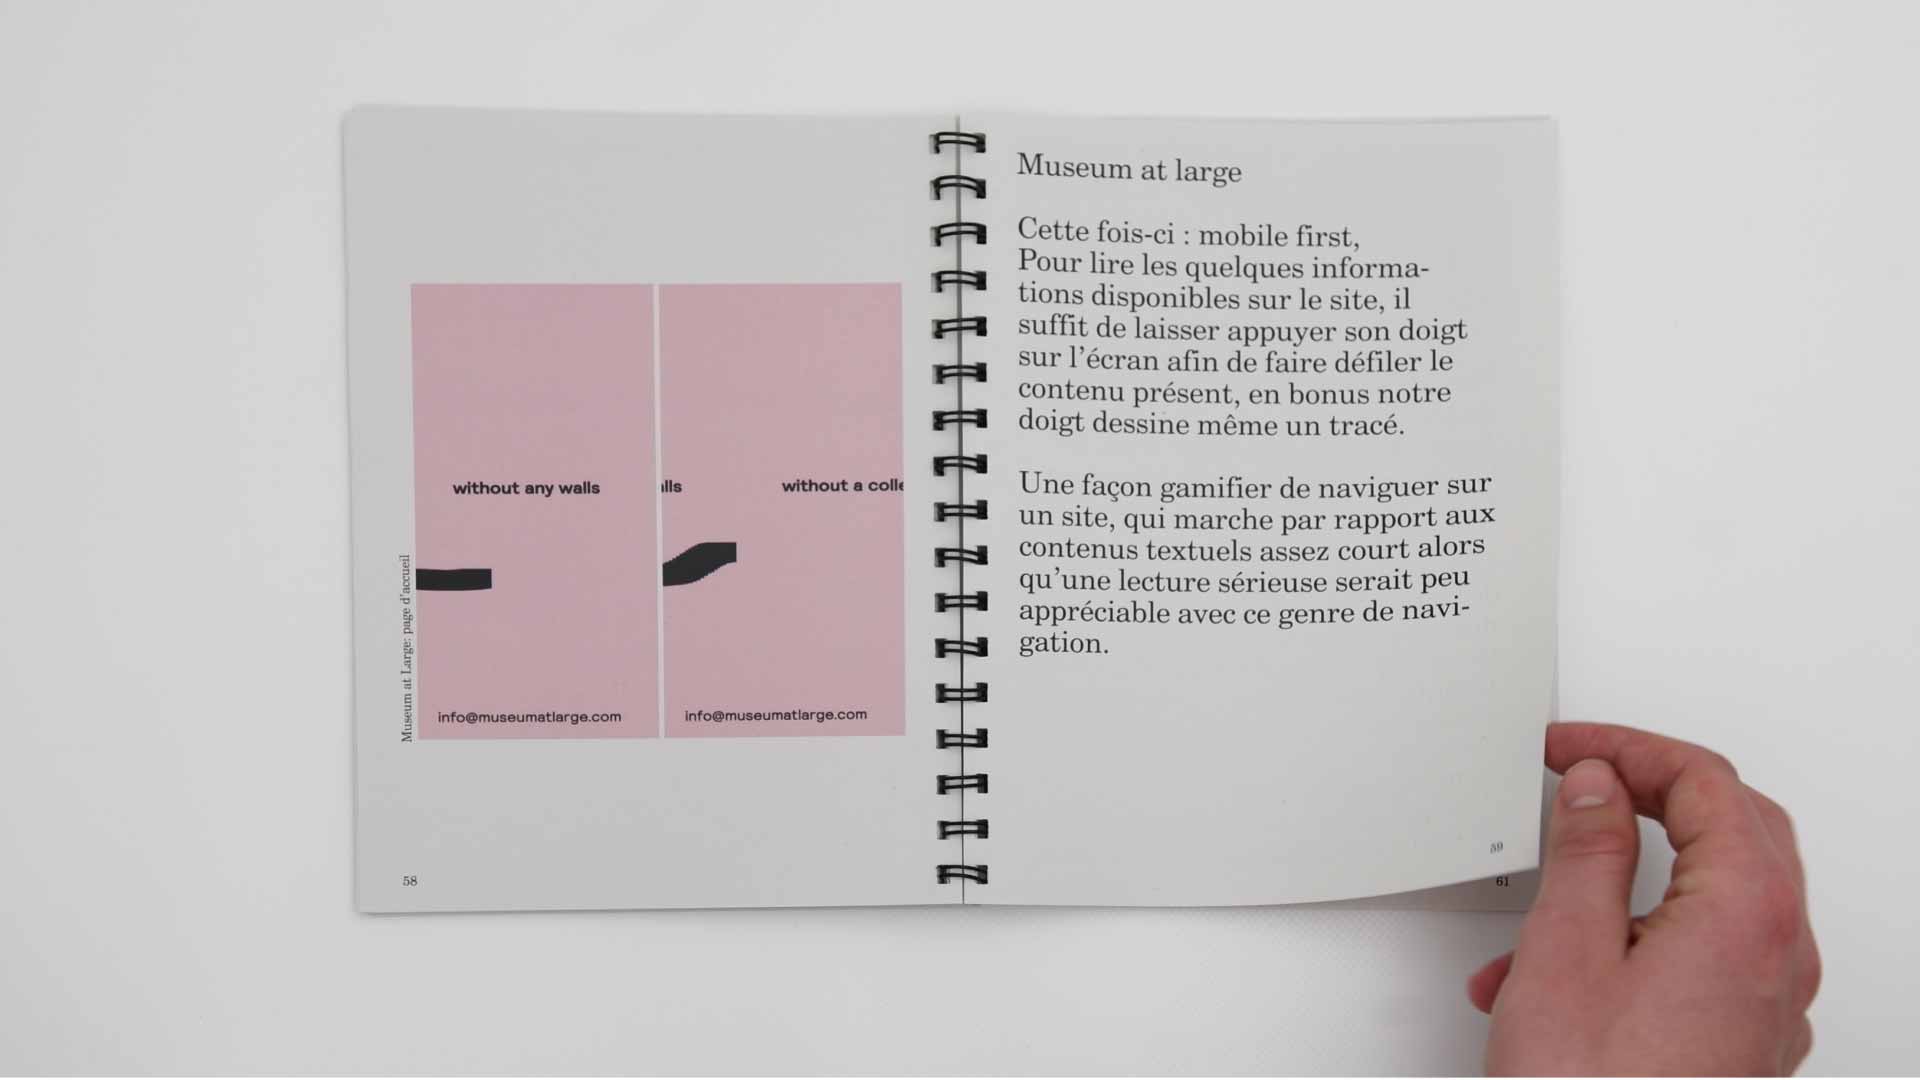 Museum at Large: page d'accueil
without any walls
info@museumatlarge.com
lls
without a colle
info@museumatlarge.com
58
Museum at large
Cette fois-ci : mobile first,
Pour lire les quelques informa-
tions disponibles sur le site, il
suffit de laisser appuyer son doigt
sur l'écran afin de faire défiler le
contenu présent, en bonus notre
doigt dessine même un tracé.
Une façon gamifier de naviguer sur
un site, qui marche par rapport aux
contenus textuels assez court alors
qu'une lecture sérieuse serait peu
appréciable avec ce genre de navi-
gation.
59
61